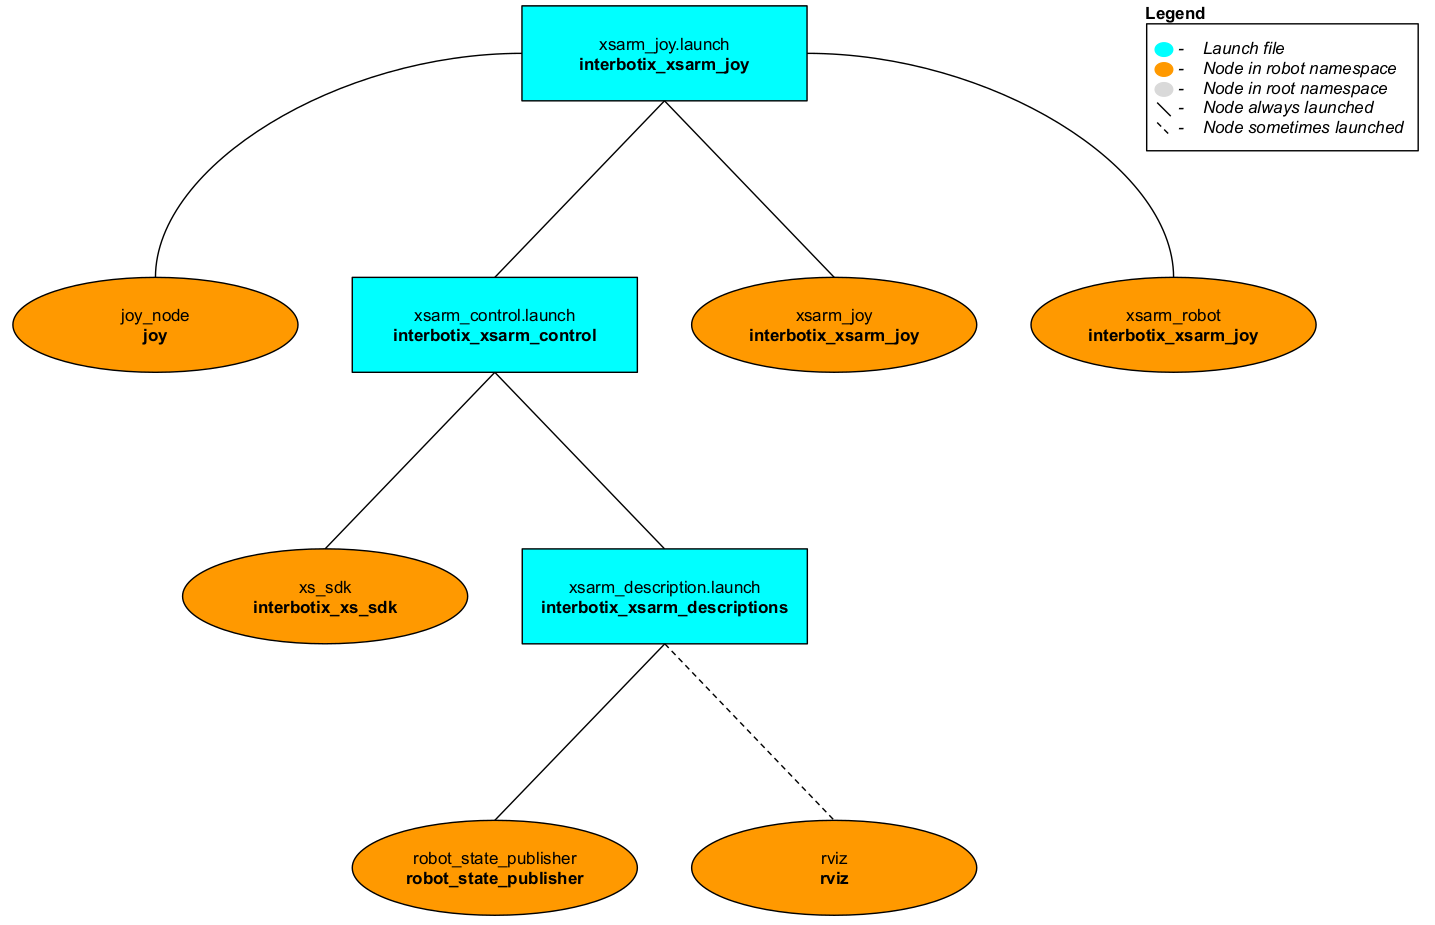 xsarm_joy.launch
interbotix_xsarm_joy
Legend
- Launch file
- Node in robot namespace
- Node in root namespace
- Node always launched
- Node sometimes launched
joy_node
joy
xsarm_control.launch
interbotix_xsarm_control
xsarm_joy
interbotix_xsarm_joy
xsarm_robot
interbotix_xsarm_joy
xs_sdk
interbotix_xs_sdk
xsarm_description.launch
interbotix_xsarm_descriptions
robot_state_publisher
robot_state_publisher
rviz
rviz